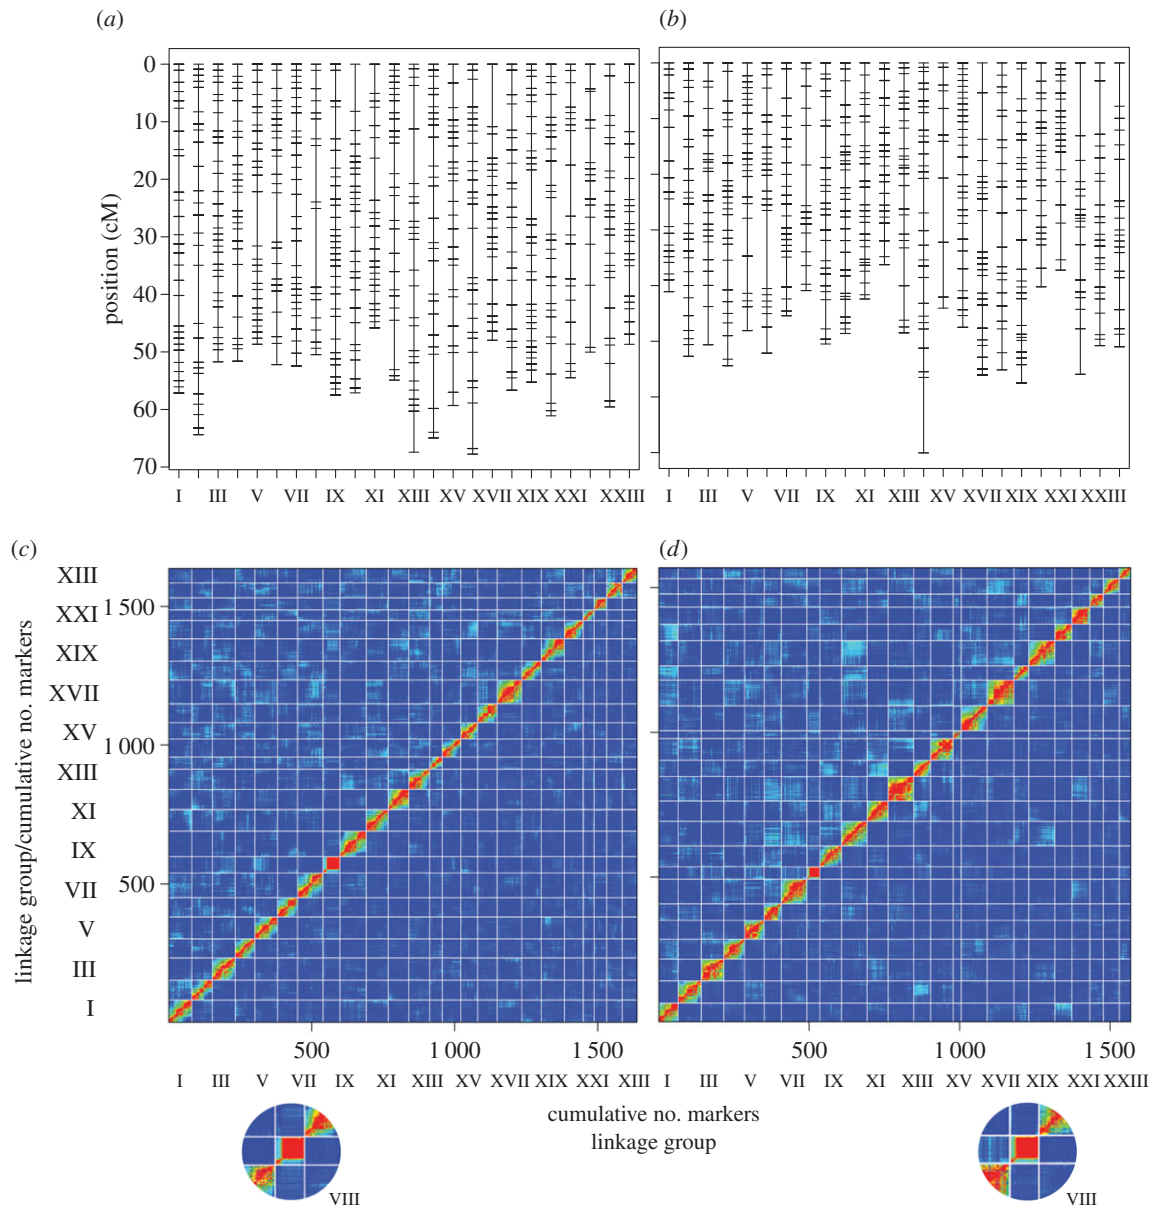 (a)
(b)
0
10
20
30
40
50
60
70
position (cM)
I III V VII IX XI XIII XV XVII XIX XXI XXIII
I III V VII IX XI XIII XV XVII XIX XXI XXIII
(c)
(d)
XIII
XXI
XIX
XVII
XV
XIII
XI
IX
VII
V
III
I
1 500
1 000
500
linkage group/cumulative no. markers
500 1 000 1 500
500 1 000 1 500
I III V VII IX XI XIII XV XVII XIX XXI XIII
I III V VII IX XI XIII XV XVII XIX XXI XXIII
cumulative no. markers
linkage group
VIII
VIII